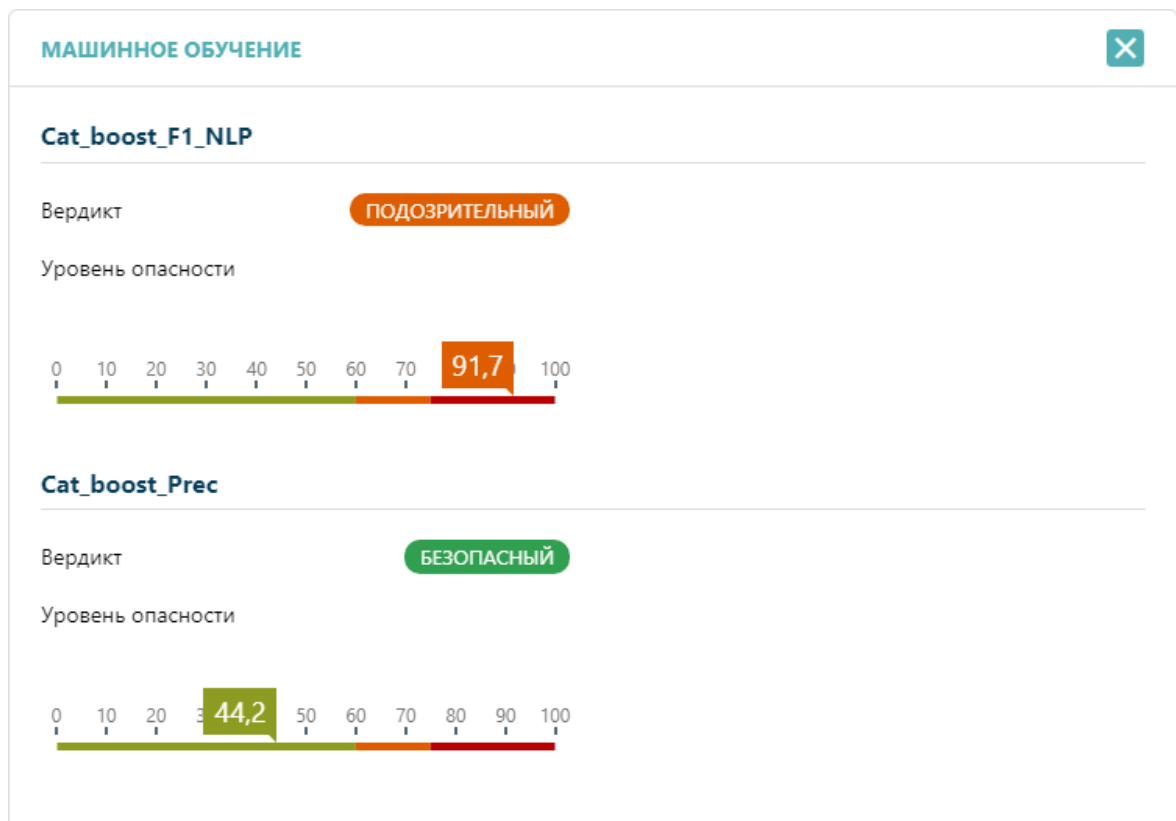 МАШИННОЕ ОБУЧЕНИЕ
Cat_boost_F1_NLP
Вердикт ПОДОЗРИТЕЛЬНЫЙ
Уровень опасности
0 10 20 30 40 50 60 70 91,7 100
Cat_boost_Prec
Вердикт БЕЗОПАСНЫЙ
Уровень опасности
0 10 20 44,2 50 60 70 80 90 100